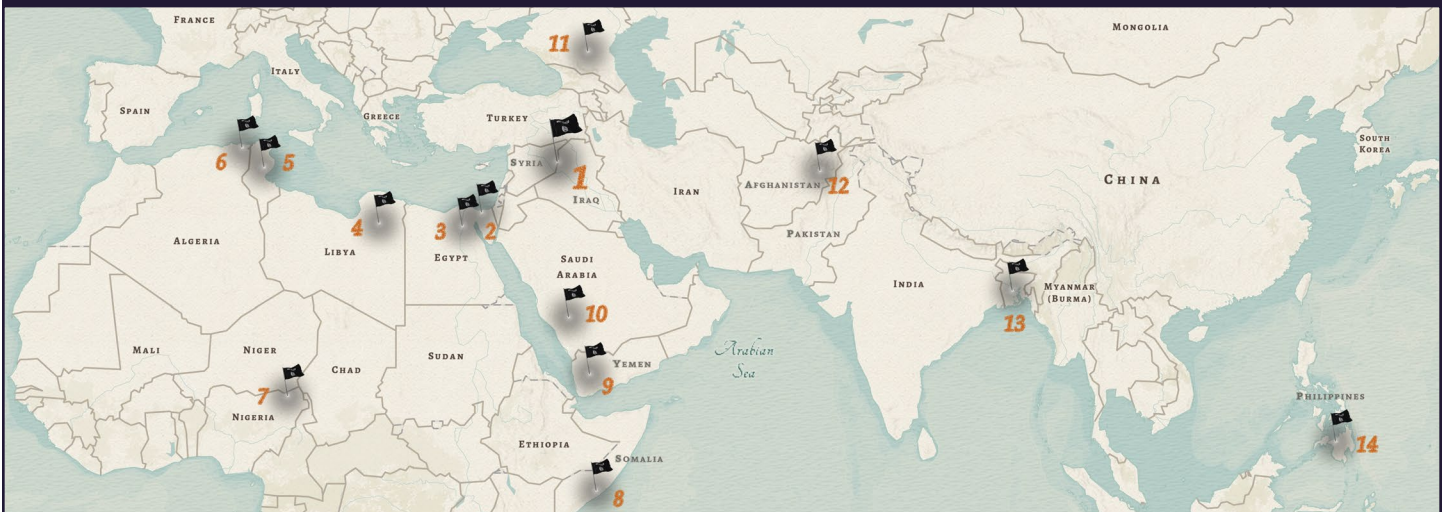 FRANCE
MONGOLIA
11
ITALY
SPAIN
GREECE
TURKEY
SOUTH
KOREA
6
5
SYRIA
1
CHINA
AFGHANISTAN
12
IRAN
IRAQ
4
3
2
PAKISTAN
ALGERIA
LIBYA
EGYPT
SAUDI
ARABIA
INDIA
MYANMAR
(BURMA)
10
13
MALI
NIGER
CHAD
SUDAN
YEMEN
9
Arabian
Sea
7
NIGERIA
PHILIPPINES
ETHIOPIA
SOMALIA
14
8